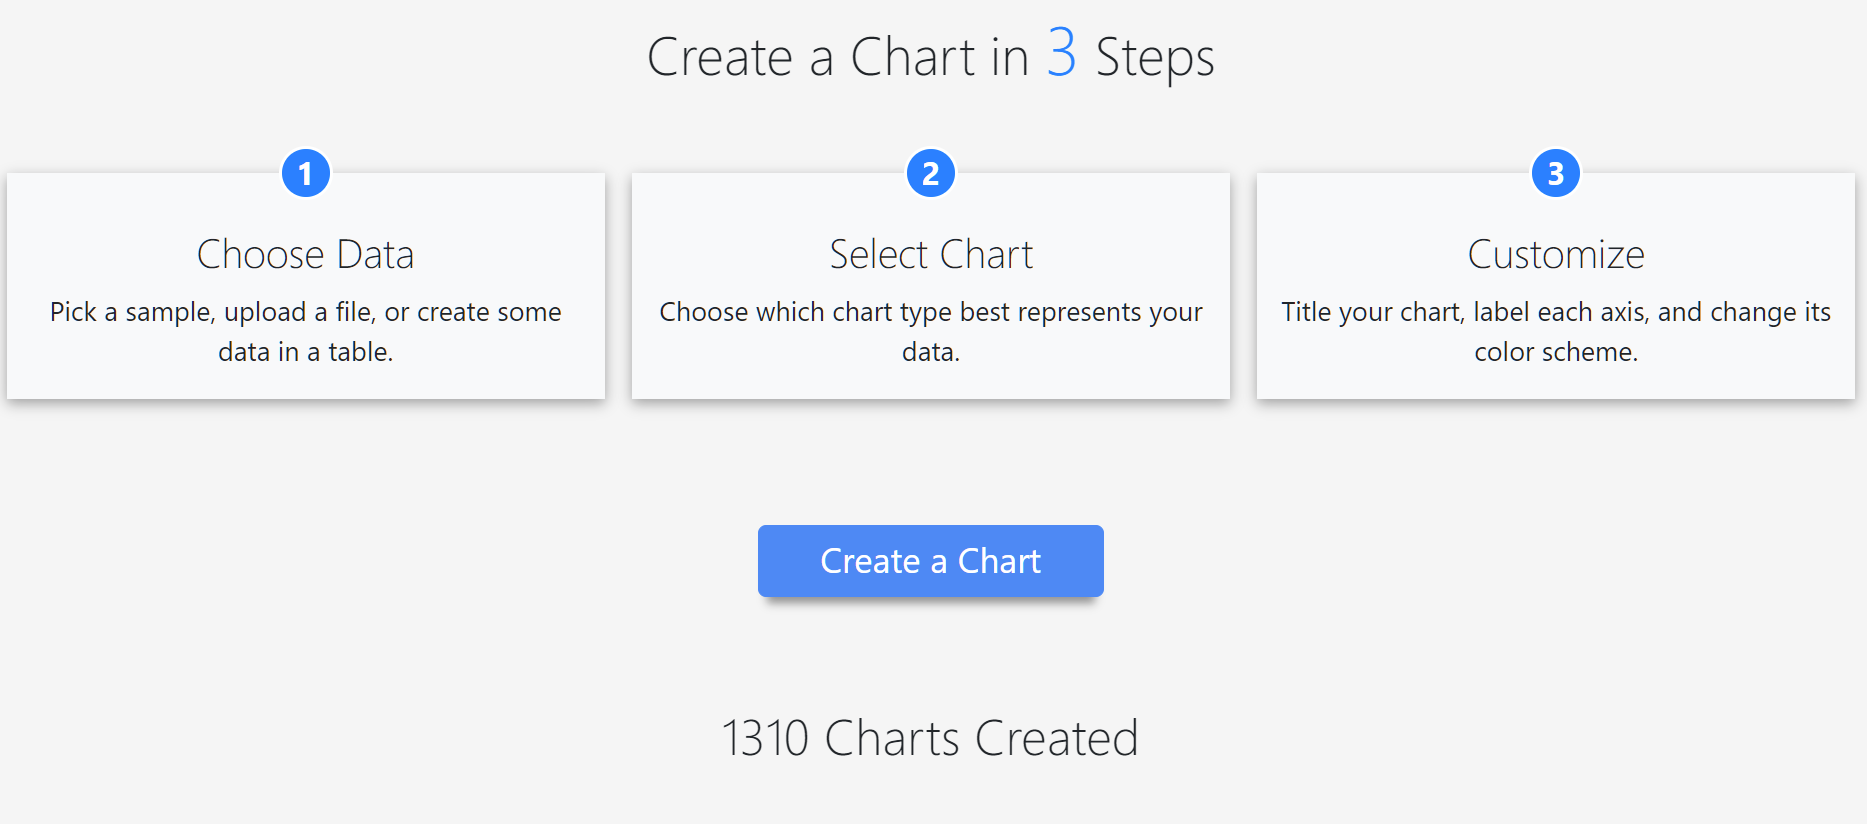 Create a Chart in 3 Steps
1
Choose Data
Pick a sample, upload a file, or create some
data in a table.
2
Select Chart
Choose which chart type best represents your
data.
3
Customize
Title your chart, label each axis, and change its
color scheme.
Create a Chart
1310 Charts Created